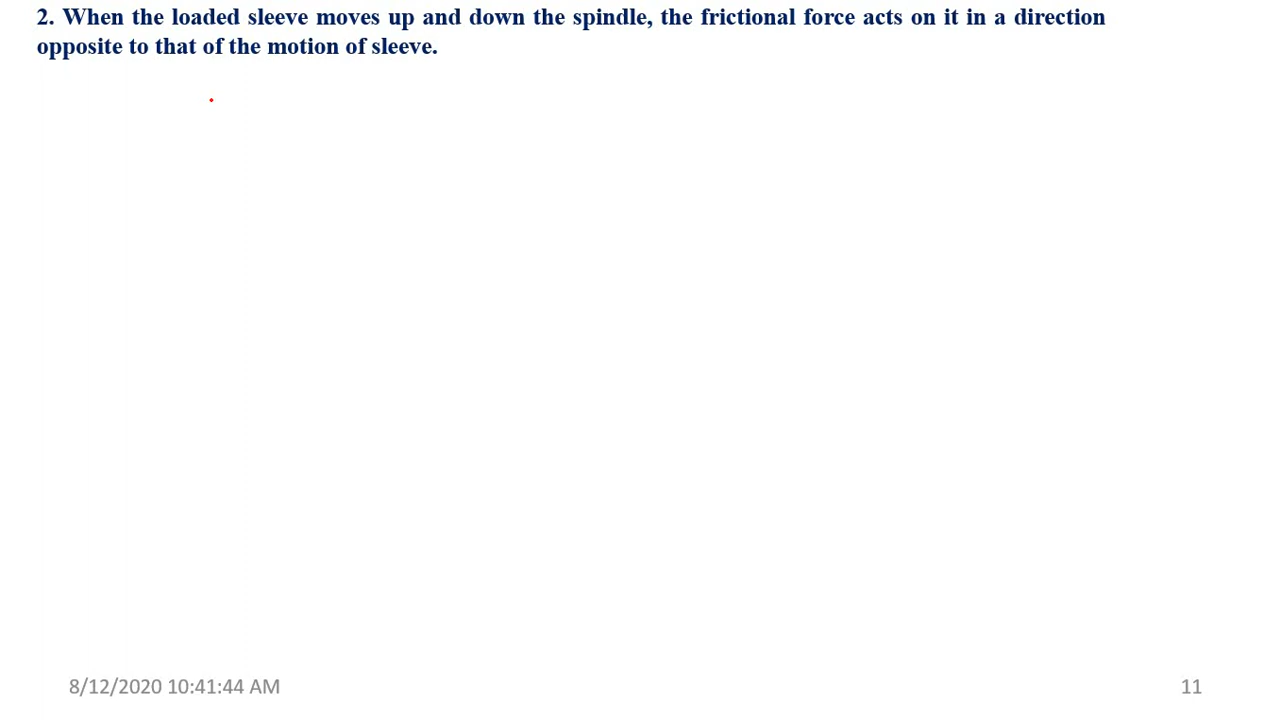 2. When the loaded sleeve moves up and down the spindle, the frictional force acts on it in a direction
opposite to that of the motion of sleeve.
8/12/2020 10:41:44 AM
11